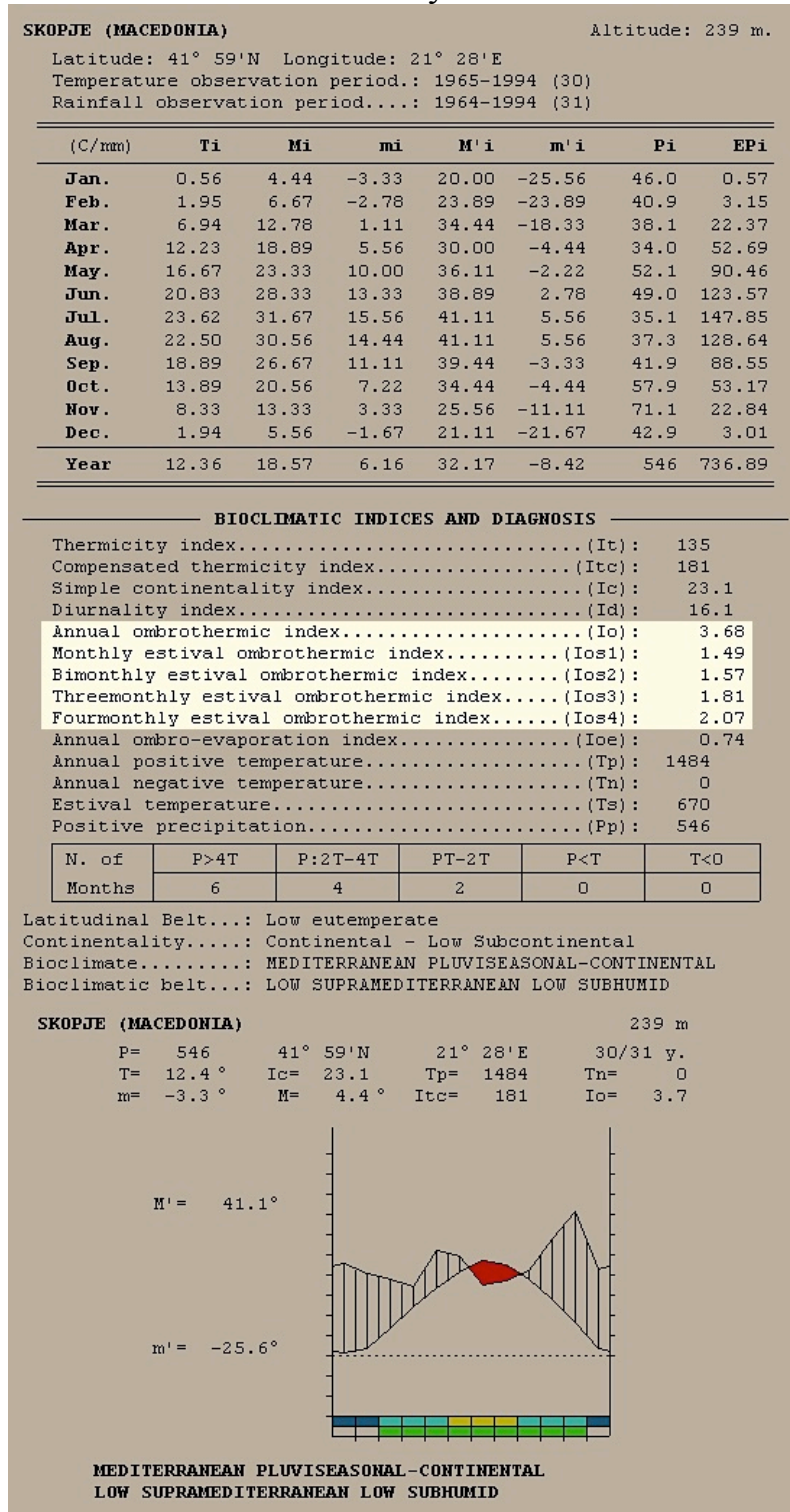 SKOPJE (MACEDONIA) Altitude: 239 m.
Latitude: 41° 59'N Longitude: 21° 28'E
Temperature observation period.: 1965-1994 (30)
Rainfall observation period....: 1964-1994 (31)
(C/mm) Ti Mi mi M'i m'i Pi EPi
Jan. 0.56 4.44 -3.33 20.00 -25.56 46.0 0.57
Feb. 1.95 6.67 -2.78 23.89 -23.89 40.9 3.15
Mar. 6.94 12.78 1.11 34.44 -18.33 38.1 22.37
Apr. 12.23 18.89 5.56 30.00 -4.44 34.0 52.69
May. 16.67 23.33 10.00 36.11 -2.22 52.1 90.46
Jun. 20.83 28.33 13.33 38.89 2.78 49.0 123.57
Jul. 23.62 31.67 15.56 41.11 5.56 35.1 147.85
Aug. 22.50 30.56 14.44 41.11 5.56 37.3 128.64
Sep. 18.89 26.67 11.11 39.44 -3.33 41.9 88.55
Oct. 13.89 20.56 7.22 34.44 -4.44 57.9 53.17
Nov. 8.33 13.33 3.33 25.56 -11.11 71.1 22.84
Dec. 1.94 5.56 -1.67 21.11 -21.67 42.9 3.01
Year 12.36 18.57 6.16 32.17 -8.42 546 736.89
BIOCLIMATIC INDICES AND DIAGNOSIS
Thermicity index..............................(It): 135
Compensated thermicity index.................(Itc): 181
Simple continentality index...................(Ic): 23.1
Diurnality index..............................(Id): 16.1
Annual ombrothermic index.....................(Io): 3.68
Monthly estival ombrothermic index..........(Ios1): 1.49
Bimonthly estival ombrothermic index........(Ios2): 1.57
Threemonthly estival ombrothermic index.....(Ios3): 1.81
Fourmonthly estival ombrothermic index......(Ios4): 2.07
Annual ombro-evaporation index...............(Ioe): 0.74
Annual positive temperature...................(Tp): 1484
Annual negative temperature...................(Tn): 0
Estival temperature...........................(Ts): 670
Positive precipitation........................(Pp): 546
N. of P>4T P:2T-4T PT-2T P<T T<0
Months 6 4 2 0 0
Latitudinal Belt...: Low eutemperate
Continentality.....: Continental - Low Subcontinental
Bioclimate.........: MEDITERRANEAN PLUVISEASONAL-CONTINENTAL
Bioclimatic belt...: LOW SUPRAMEDITERRANEAN LOW SUBHUMID
SKOPJE (MACEDONIA) 239 m
P= 546 41° 59'N 21° 28'E 30/31 y.
T= 12.4 ° Ic= 23.1 Tp= 1484 Tn= 0
m= -3.3 ° M= 4.4 ° Itc= 181 Io= 3.7
M'= 41.1°
m'= -25.6°
MEDITERRANEAN PLUVISEASONAL-CONTINENTAL
LOW SUPRAMEDITERRANEAN LOW SUBHUMID